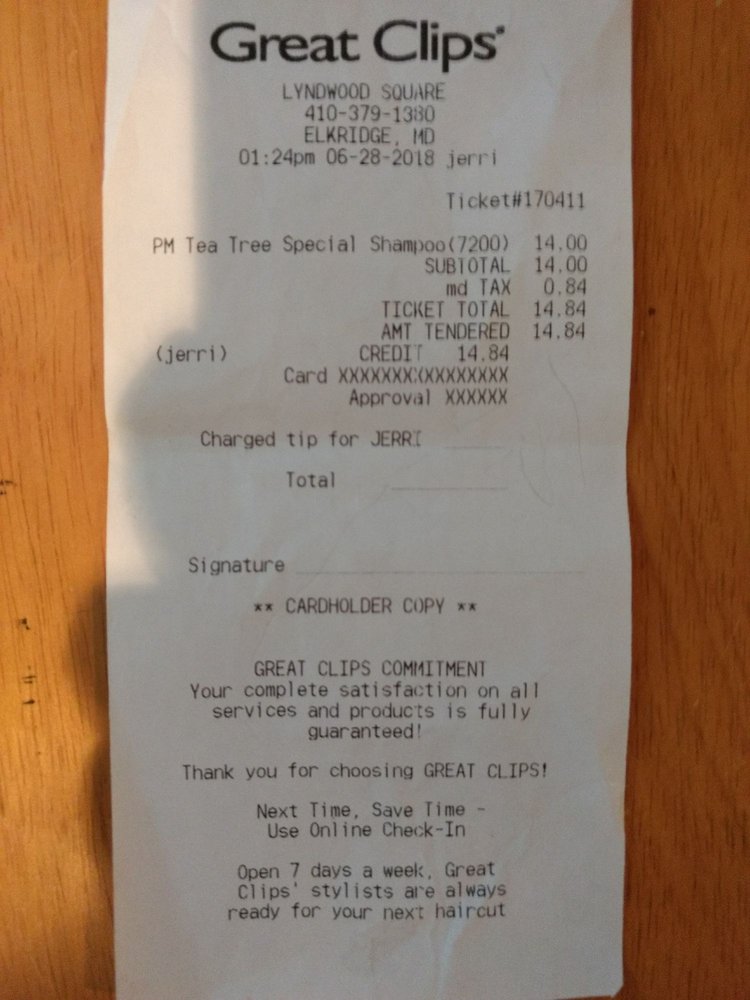 Great Clips®
LYNDWOOD SQUARE
410-379-1380
ELKRIDGE, MD
01:24pm 06-28-2018 jerri
Ticket#170411
PM Tea Tree Special Shampoo(7200) 14.00
SUBTOTAL 14.00
md TAX 0.84
TICKET TOTAL 14.84
AMT TENDERED 14.84
(jerri) CREDIT 14.84
Card XXXXXXXXXXXXXXXX
Approval XXXXXX
Charged tip for JERRI
Total
Signature
** CARDHOLDER COPY **
GREAT CLIPS COMMITMENT
Your complete satisfaction on all
services and products is fully
guaranteed!
Thank you for choosing GREAT CLIPS!
Next Time, Save Time -
Use Online Check-In
Open 7 days a week, Great
Clips' stylists are always
ready for your next haircut